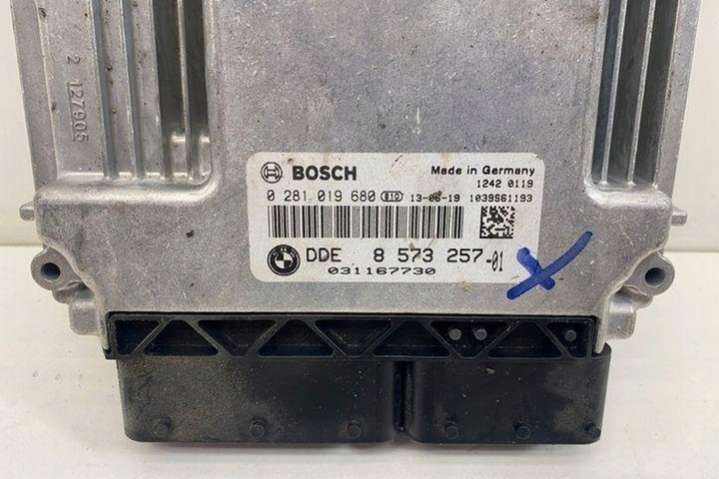 2 127905
BOSCH
Made in Germany
1242 0119
0 281 019 680 13-06-19 1039S61193
DDE 8 573 257-01
031167730